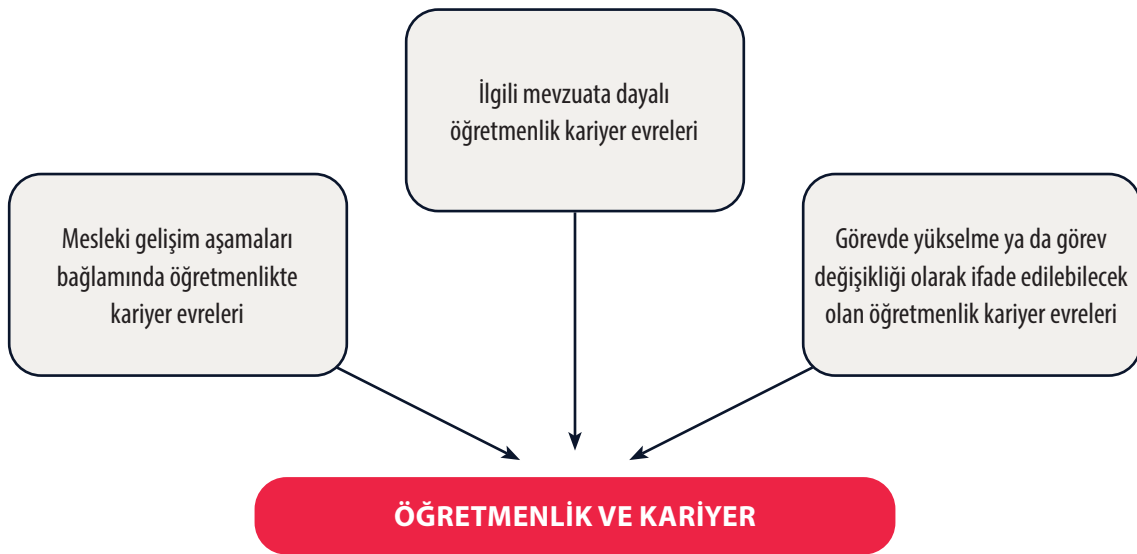 İlgili mevzuata dayalı
öğretmenlik kariyer evreleri
Mesleki gelişim aşamaları
bağlamında öğretmenlikte
kariyer evreleri
Görevde yükselme ya da görev
değişikliği olarak ifade edilebilecek
olan öğretmenlik kariyer evreleri
ÖĞRETMENLİK VE KARİYER